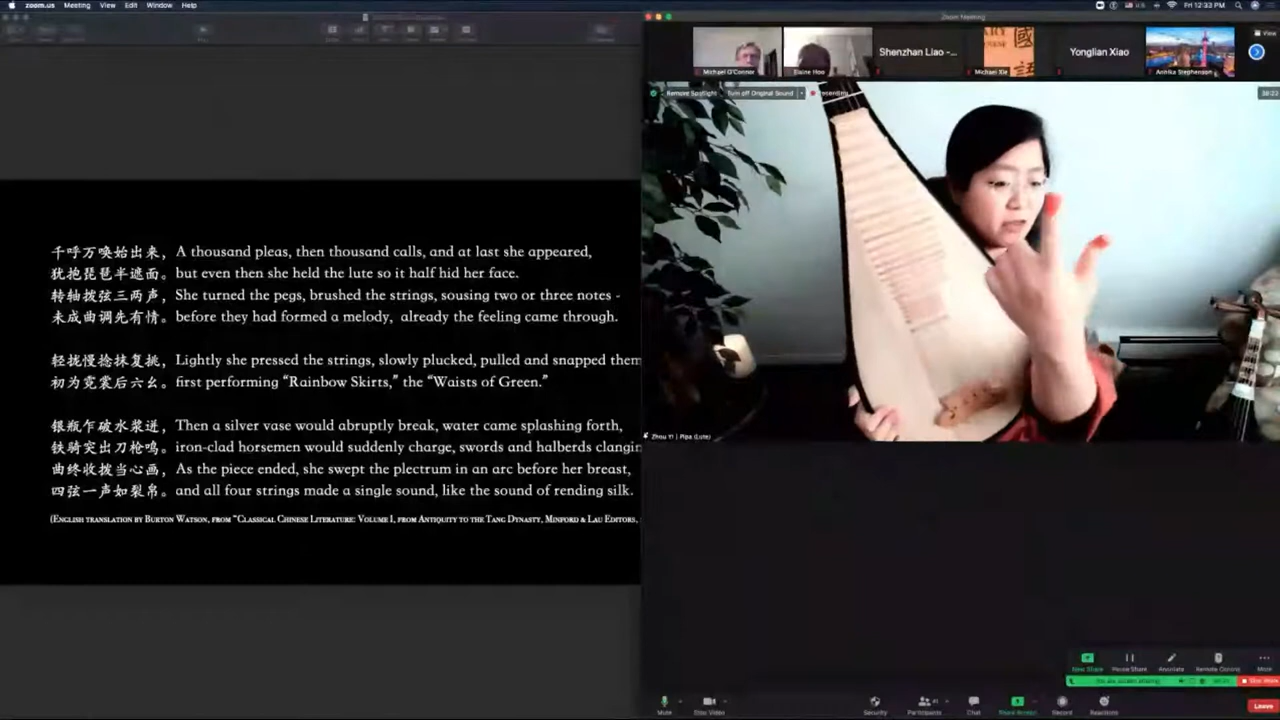 zoom.us Meeting View Edit Window Help
Fri 12:33 PM
Zoom Meeting
View
Michael O'Connor
Elaine Hoo
Shenzhan Liao -...
國語
Michael Xie
Yonglian Xiao
Annika Stephenson
Remove Spotlight
Turn off Original Sound
Recording
千呼万唤始出来，A thousand pleas, then thousand calls, and at last she appeared,
犹抱琵琶半遮面。but even then she held the lute so it half hid her face.
转轴拨弦三两声，She turned the pegs, brushed the strings, sousing two or three notes -
未成曲调先有情。before they had formed a melody, already the feeling came through.
轻拢慢捻抹复挑，Lightly she pressed the strings, slowly plucked, pulled and snapped them
初为霓裳后六幺。first performing “Rainbow Skirts,” the “Waists of Green.”
银瓶乍破水浆迸，Then a silver vase would abruptly break, water came splashing forth,
铁骑突出刀枪鸣。iron-clad horsemen would suddenly charge, swords and halberds clangin
曲终收拨当心画，As the piece ended, she swept the plectrum in an arc before her breast,
四弦一声如裂帛。and all four strings made a single sound, like the sound of rending silk.
(English translation by Burton Watson, from “Classical Chinese Literature: Volume I, from Antiquity to the Tang Dynasty, Minford & Lau Editors,
Zhou Yi | Pipa (Lute)
New Share
Pause Share
Annotate
Remote Control
More
Mute
Stop Video
Security
Participants
Chat
Share Screen
Record
Reactions
Leave